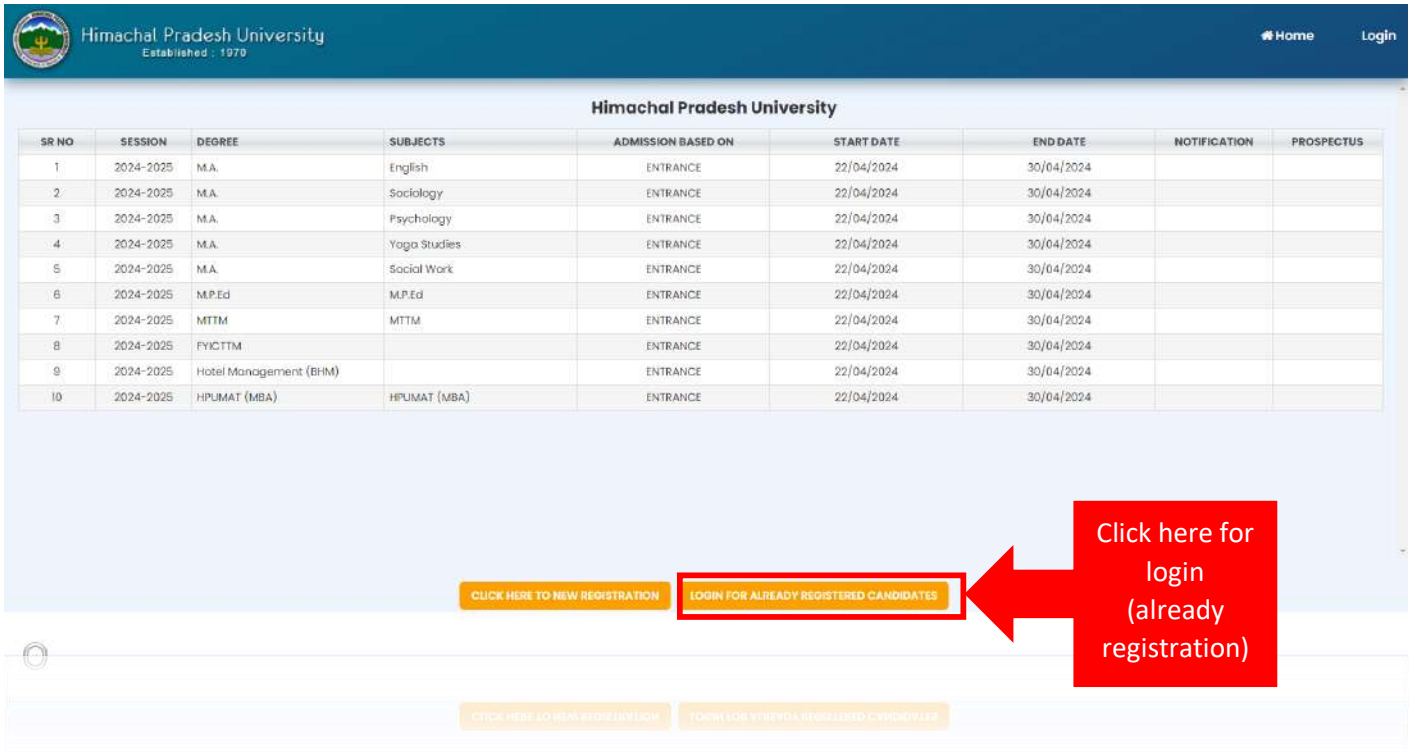 Himachal Pradesh University
Established : 1970
Home Login
Himachal Pradesh University
SR NO SESSION DEGREE SUBJECTS ADMISSION BASED ON START DATE END DATE NOTIFICATION PROSPECTUS
1 2024-2025 M.A. English ENTRANCE 22/04/2024 30/04/2024
2 2024-2025 M.A. Sociology ENTRANCE 22/04/2024 30/04/2024
3 2024-2025 M.A. Psychology ENTRANCE 22/04/2024 30/04/2024
4 2024-2025 M.A. Yoga Studies ENTRANCE 22/04/2024 30/04/2024
5 2024-2025 M.A. Social Work ENTRANCE 22/04/2024 30/04/2024
6 2024-2025 M.P.Ed M.P.Ed ENTRANCE 22/04/2024 30/04/2024
7 2024-2025 MTTM MTTM ENTRANCE 22/04/2024 30/04/2024
8 2024-2025 FYICTTM ENTRANCE 22/04/2024 30/04/2024
9 2024-2025 Hotel Management (BHM) ENTRANCE 22/04/2024 30/04/2024
10 2024-2025 HPUMAT (MBA) HPUMAT (MBA) ENTRANCE 22/04/2024 30/04/2024
CLICK HERE TO NEW REGISTRATION LOGIN FOR ALREADY REGISTERED CANDIDATES
Click here for
login
(already
registration)